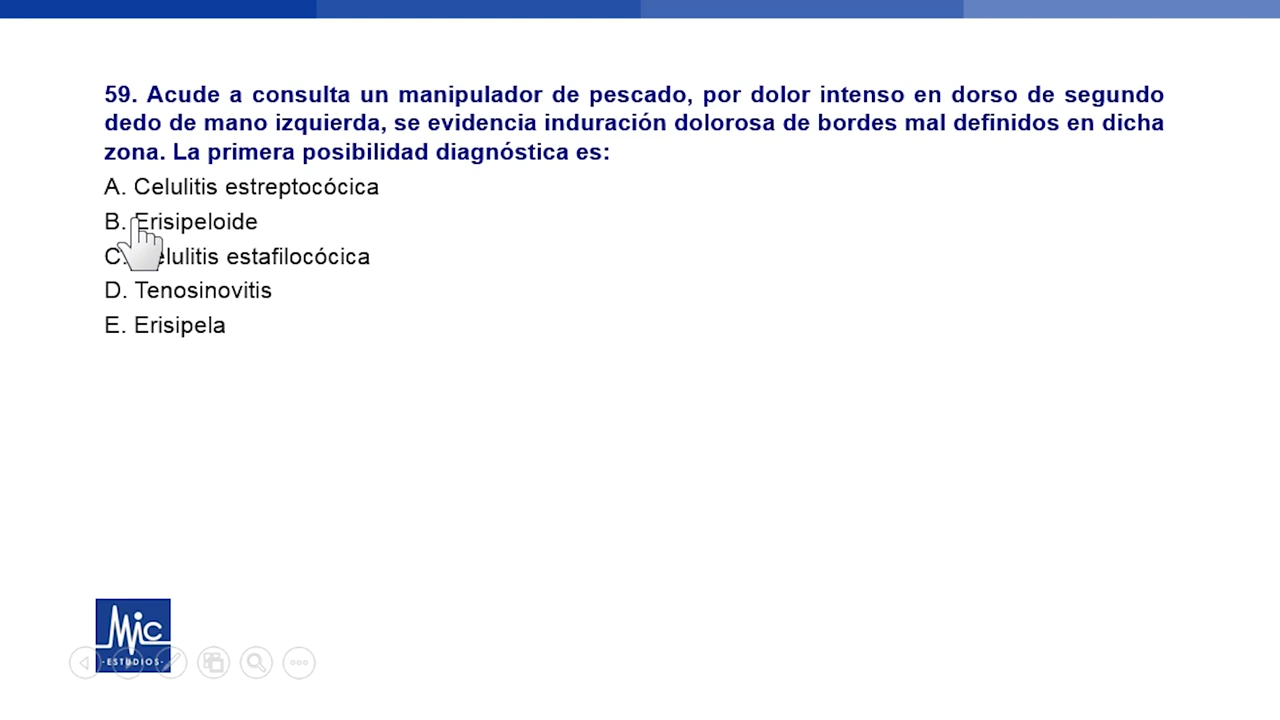 59. Acude a consulta un manipulador de pescado, por dolor intenso en dorso de segundo
dedo de mano izquierda, se evidencia induración dolorosa de bordes mal definidos en dicha
zona. La primera posibilidad diagnóstica es:
A. Celulitis estreptocócica
B. Erisipeloide
C. elulitis estafilocócica
D. Tenosinovitis
E. Erisipela
Mic
-ESTUDIOS-